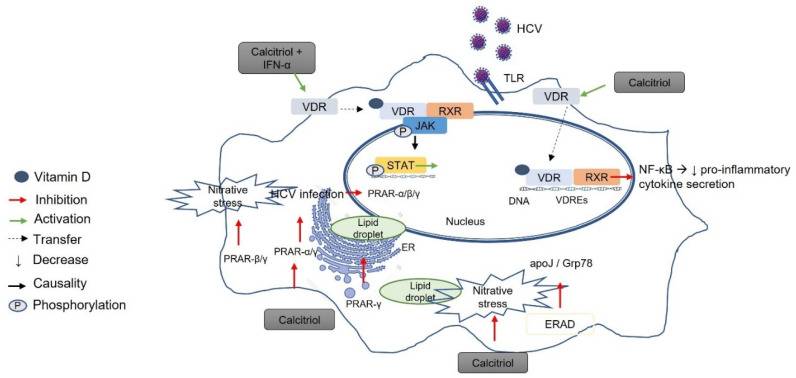 HCV
Calcitriol +
IFN-α
TLR
VDR
Calcitriol
VDR
VDR
RXR
JAK
P
STAT
P
PRAR-α/β/γ
Nucleus
VDR
RXR
DNA
VDREs
NF-κB → ↓ pro-inflammatory
cytokine secretion
Vitamin D
Inhibition
Activation
Transfer
↓ Decrease
Causality
P Phosphorylation
Nitrative
stress
HCV infection
Lipid
droplet
ER
PRAR-β/γ
PRAR-α/γ
PRAR-γ
Calcitriol
Lipid
droplet
Nitrative
stress
apoJ / Grp78
ERAD
Calcitriol